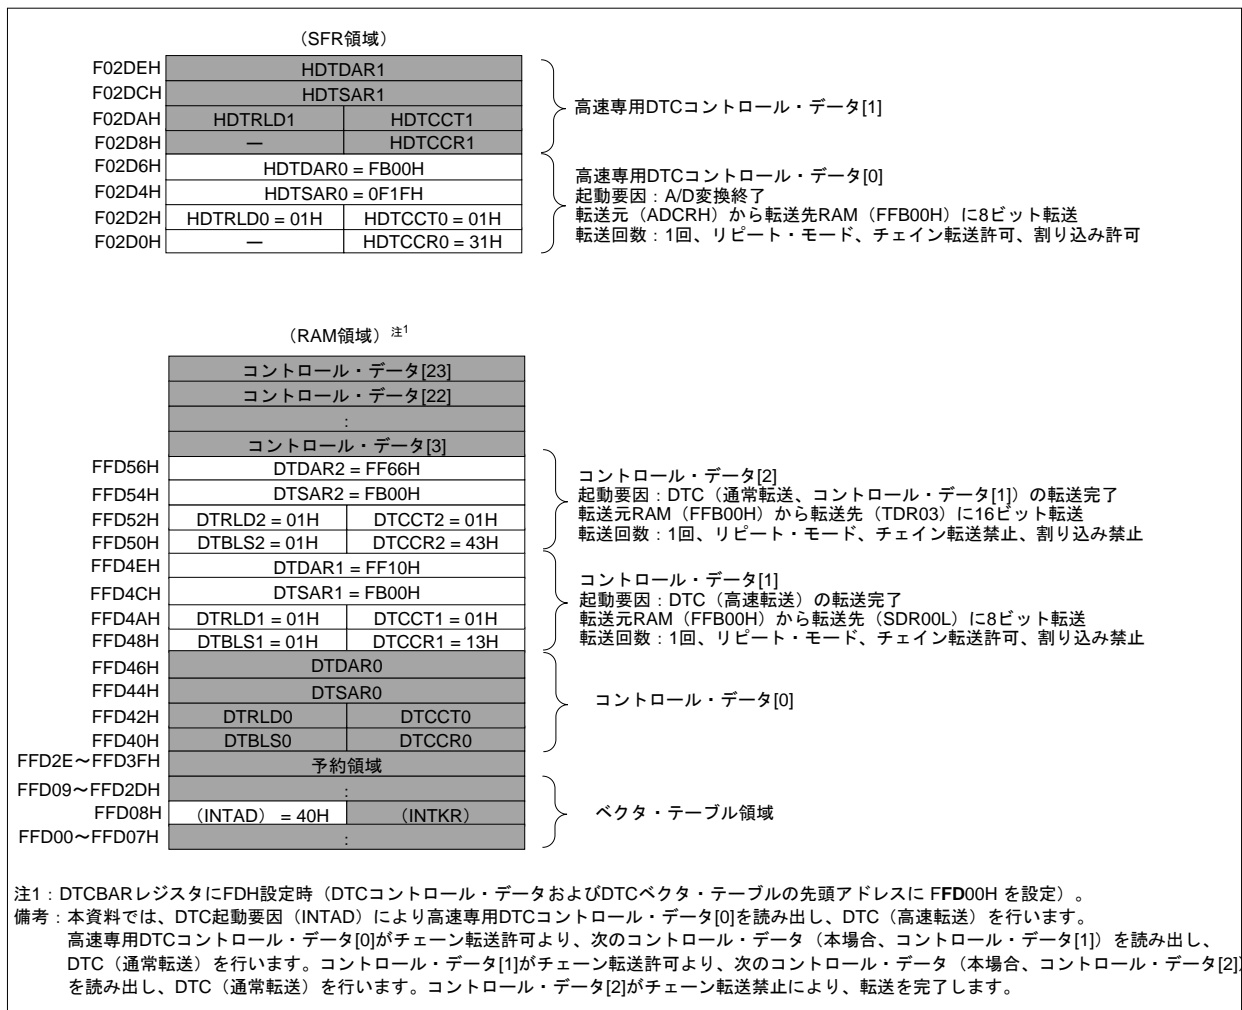 （SFR領域）
F02DEH HDTDAR1
F02DCH HDTSAR1
F02DAH HDTRLD1 HDTCCT1
F02D8H — HDTCCR1
高速専用DTCコントロール・データ[1]
F02D6H HDTDAR0 = FB00H
F02D4H HDTSAR0 = 0F1FH
F02D2H HDTRLD0 = 01H HDTCCT0 = 01H
F02D0H — HDTCCR0 = 31H
高速専用DTCコントロール・データ[0]
起動要因：A/D変換終了
転送元（ADCRH）から転送先RAM（FFB00H）に8ビット転送
転送回数：1回、リピート・モード、チェイン転送許可、割り込み許可
（RAM領域）注1
コントロール・データ[23]
コントロール・データ[22]
:
コントロール・データ[3]
FFD56H DTDAR2 = FF66H
FFD54H DTSAR2 = FB00H
FFD52H DTRLD2 = 01H DTCCT2 = 01H
FFD50H DTBLS2 = 01H DTCCR2 = 43H
コントロール・データ[2]
起動要因：DTC（通常転送、コントロール・データ[1]）の転送完了
転送元RAM（FFB00H）から転送先（TDR03）に16ビット転送
転送回数：1回、リピート・モード、チェイン転送禁止、割り込み禁止
FFD4EH DTDAR1 = FF10H
FFD4CH DTSAR1 = FB00H
FFD4AH DTRLD1 = 01H DTCCT1 = 01H
FFD48H DTBLS1 = 01H DTCCR1 = 13H
コントロール・データ[1]
起動要因：DTC（高速転送）の転送完了
転送元RAM（FFB00H）から転送先（SDR00L）に8ビット転送
転送回数：1回、リピート・モード、チェイン転送許可、割り込み禁止
FFD46H DTDAR0
FFD44H DTSAR0
FFD42H DTRLD0 DTCCT0
FFD40H DTBLS0 DTCCR0
コントロール・データ[0]
FFD2E～FFD3FH 予約領域
FFD09～FFD2DH :
FFD08H （INTAD） = 40H （INTKR）
FFD00～FFD07H :
ベクタ・テーブル領域
注1：DTCBARレジスタにFDH設定時（DTCコントロール・データおよびDTCベクタ・テーブルの先頭アドレスに FFD00H を設定）。
備考：本資料では、DTC起動要因（INTAD）により高速専用DTCコントロール・データ[0]を読み出し、DTC（高速転送）を行います。
高速専用DTCコントロール・データ[0]がチェーン転送許可より、次のコントロール・データ（本場合、コントロール・データ[1]）を読み出し、
DTC（通常転送）を行います。コントロール・データ[1]がチェーン転送許可より、次のコントロール・データ（本場合、コントロール・データ[2]）
を読み出し、DTC（通常転送）を行います。コントロール・データ[2]がチェーン転送禁止により、転送を完了します。